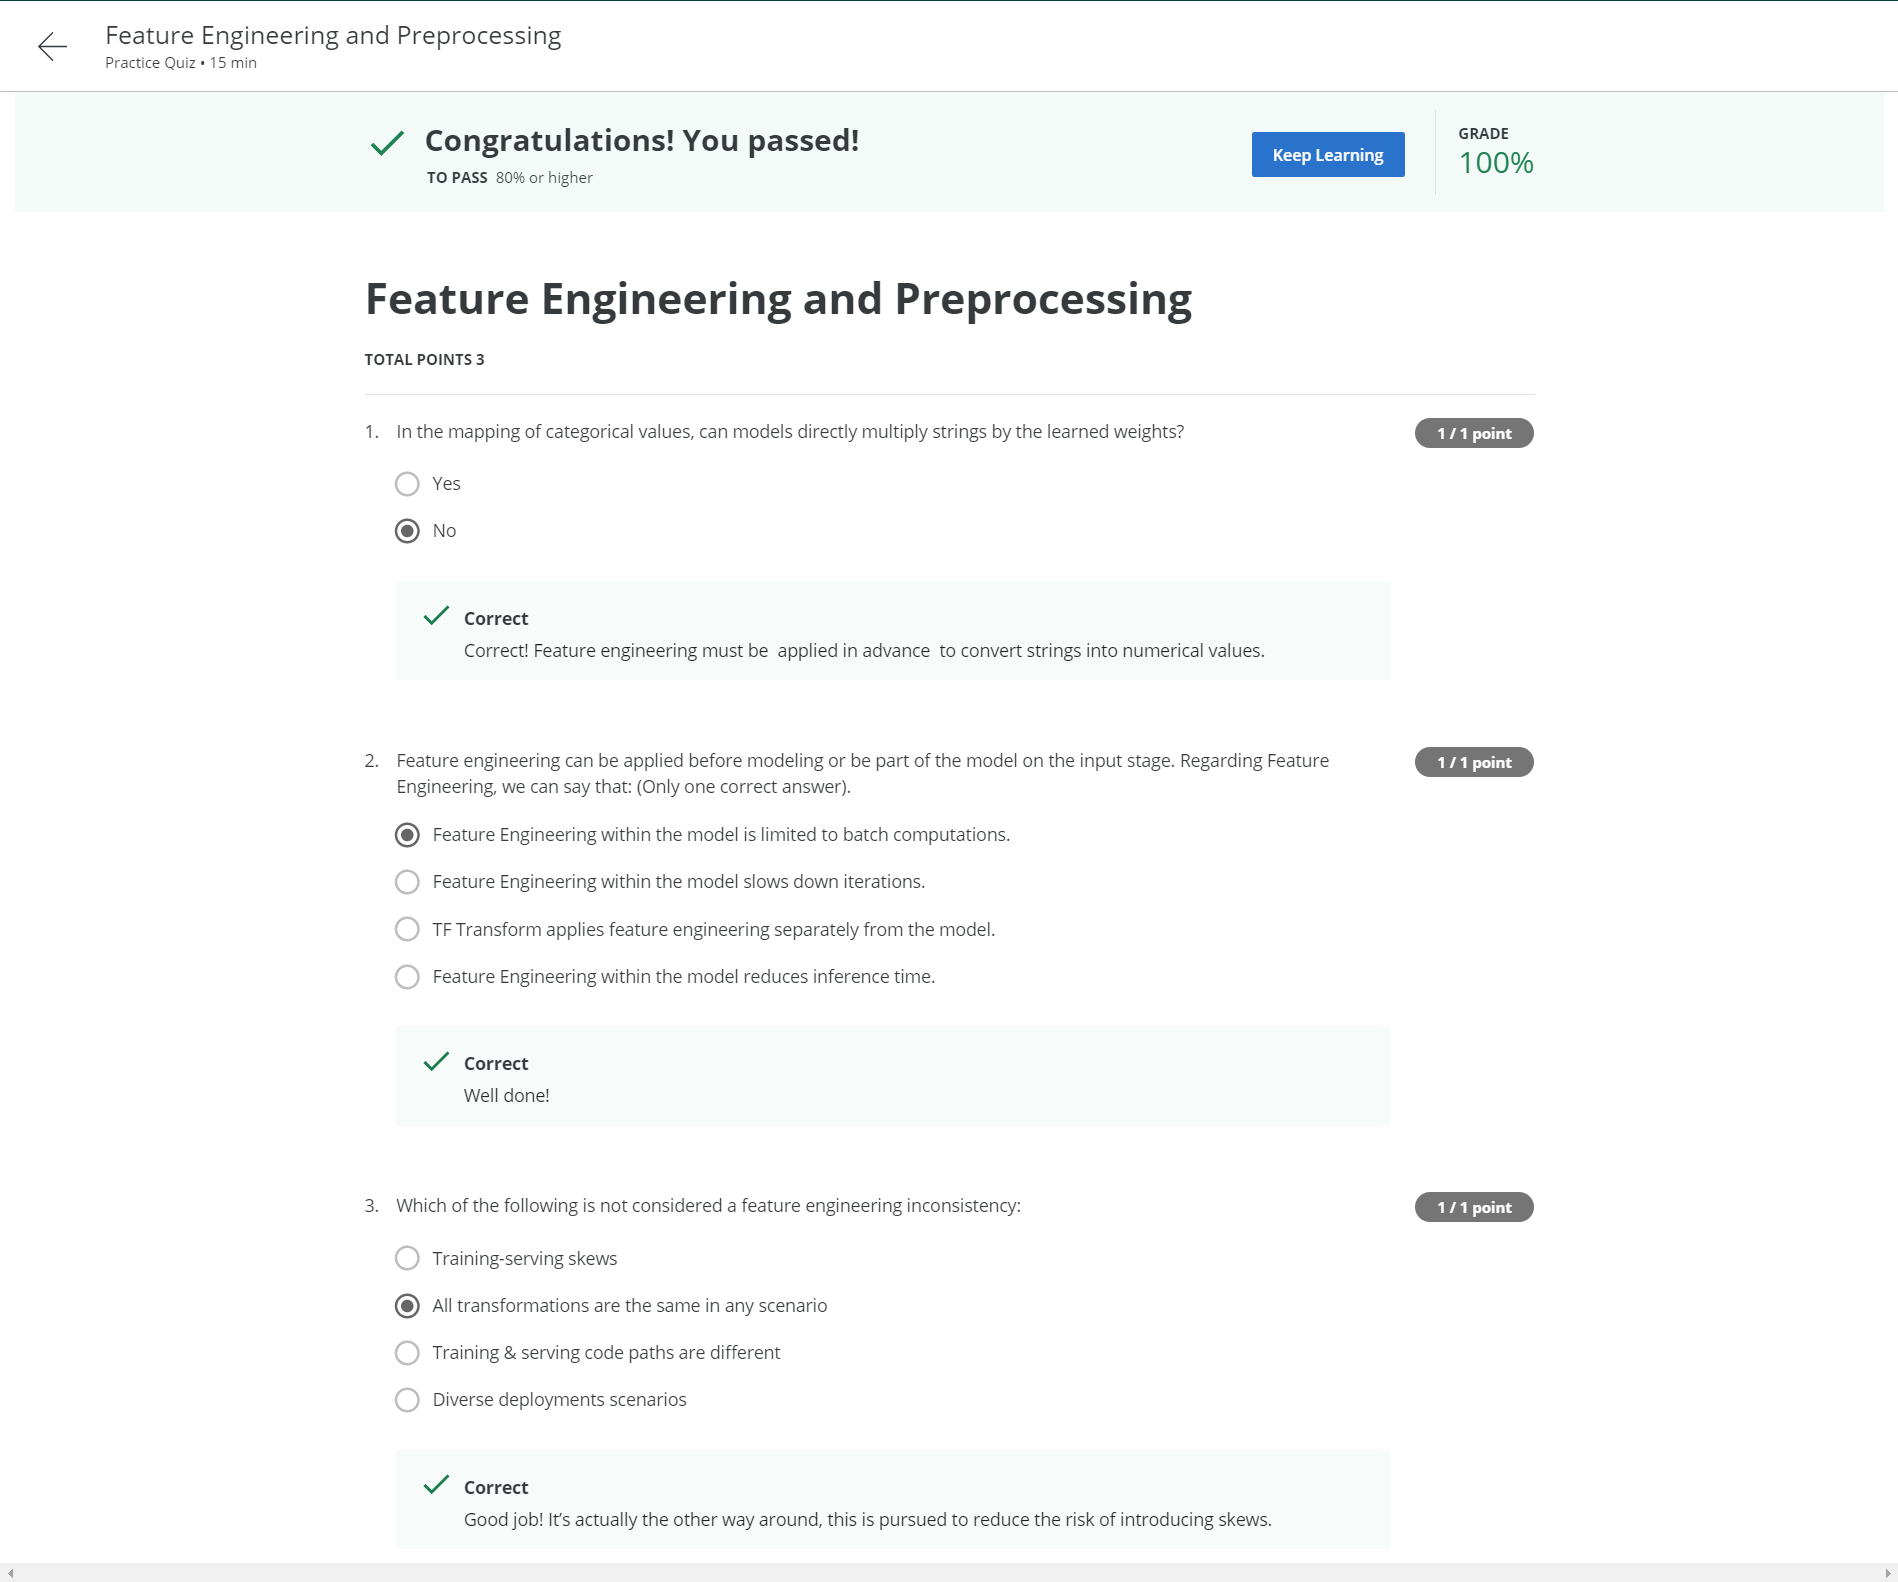 Feature Engineering and Preprocessing
Practice Quiz • 15 min
Congratulations! You passed!
TO PASS 80% or higher
Keep Learning
GRADE
100%
Feature Engineering and Preprocessing
TOTAL POINTS 3
1. In the mapping of categorical values, can models directly multiply strings by the learned weights?
1 / 1 point
Yes
No
Correct
Correct! Feature engineering must be applied in advance to convert strings into numerical values.
2. Feature engineering can be applied before modeling or be part of the model on the input stage. Regarding Feature
Engineering, we can say that: (Only one correct answer).
1 / 1 point
Feature Engineering within the model is limited to batch computations.
Feature Engineering within the model slows down iterations.
TF Transform applies feature engineering separately from the model.
Feature Engineering within the model reduces inference time.
Correct
Well done!
3. Which of the following is not considered a feature engineering inconsistency:
1 / 1 point
Training-serving skews
All transformations are the same in any scenario
Training & serving code paths are different
Diverse deployments scenarios
Correct
Good job! It’s actually the other way around, this is pursued to reduce the risk of introducing skews.